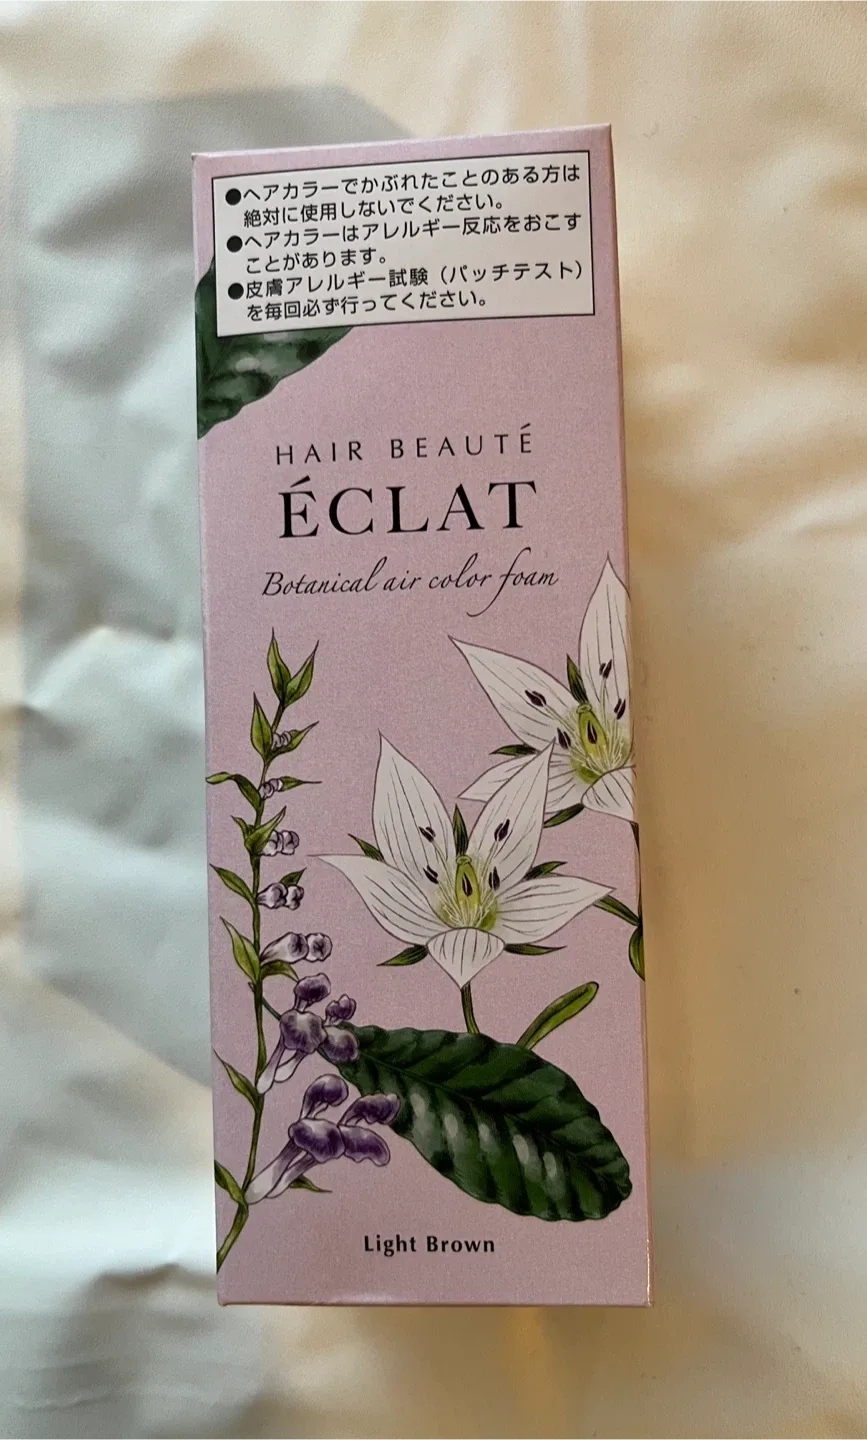 ●ヘアカラーでかぶれたことのある方は
絶対に使用しないでください。
●ヘアカラーはアレルギー反応をおこす
ことがあります。
●皮膚アレルギー試験（パッチテスト）
を毎回必ず行ってください。
HAIR BEAUTÉ
ÉCLAT
Botanical air color foam
Light Brown